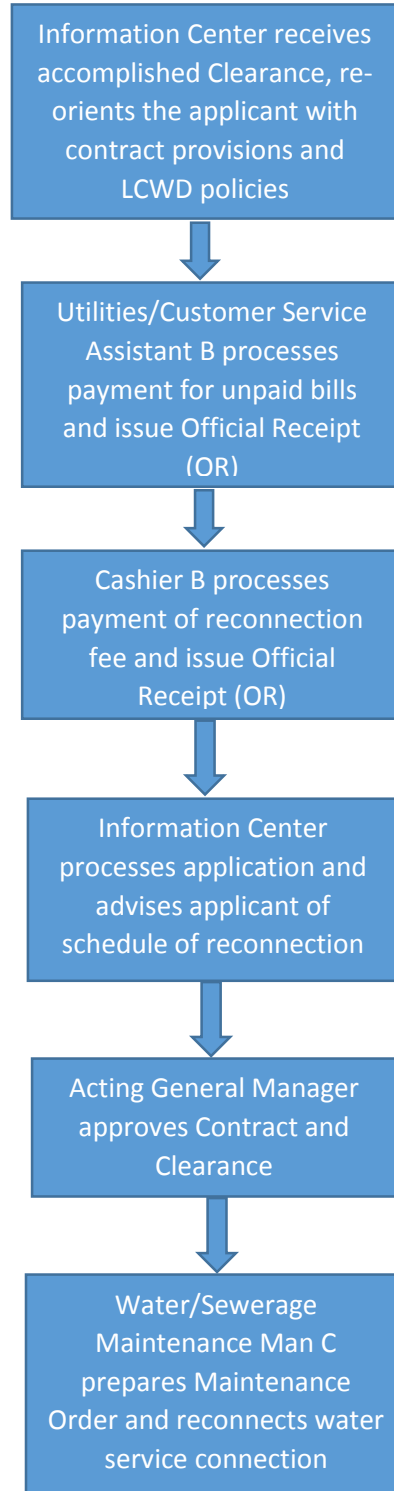 Information Center receives
accomplished Clearance, re-
orients the applicant with
contract provisions and
LCWD policies
Utilities/Customer Service
Assistant B processes
payment for unpaid bills
and issue Official Receipt
(OR)
Cashier B processes
payment of reconnection
fee and issue Official
Receipt (OR)
Information Center
processes application and
advises applicant of
schedule of reconnection
Acting General Manager
approves Contract and
Clearance
Water/Sewerage
Maintenance Man C
prepares Maintenance
Order and reconnects water
service connection